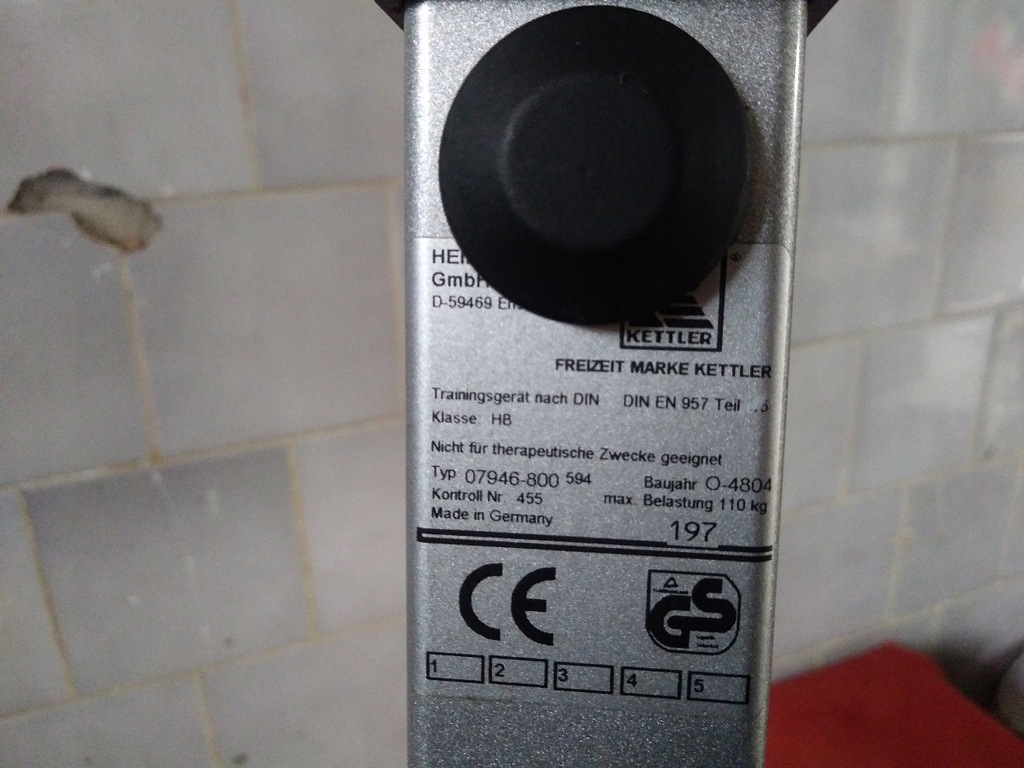 GmbH
D-59469
®
KETTLER
FREIZEIT MARKE KETTLER
Trainingsgerät nach DIN DIN EN 957 Teil
Klasse: HB
Nicht für therapeutische Zwecke geeignet
Typ 07946-800 594 Baujahr O-4804
Kontroll Nr. 455 max. Belastung 110 kg
Made in Germany 197
CE GS
1 2 3 4 5